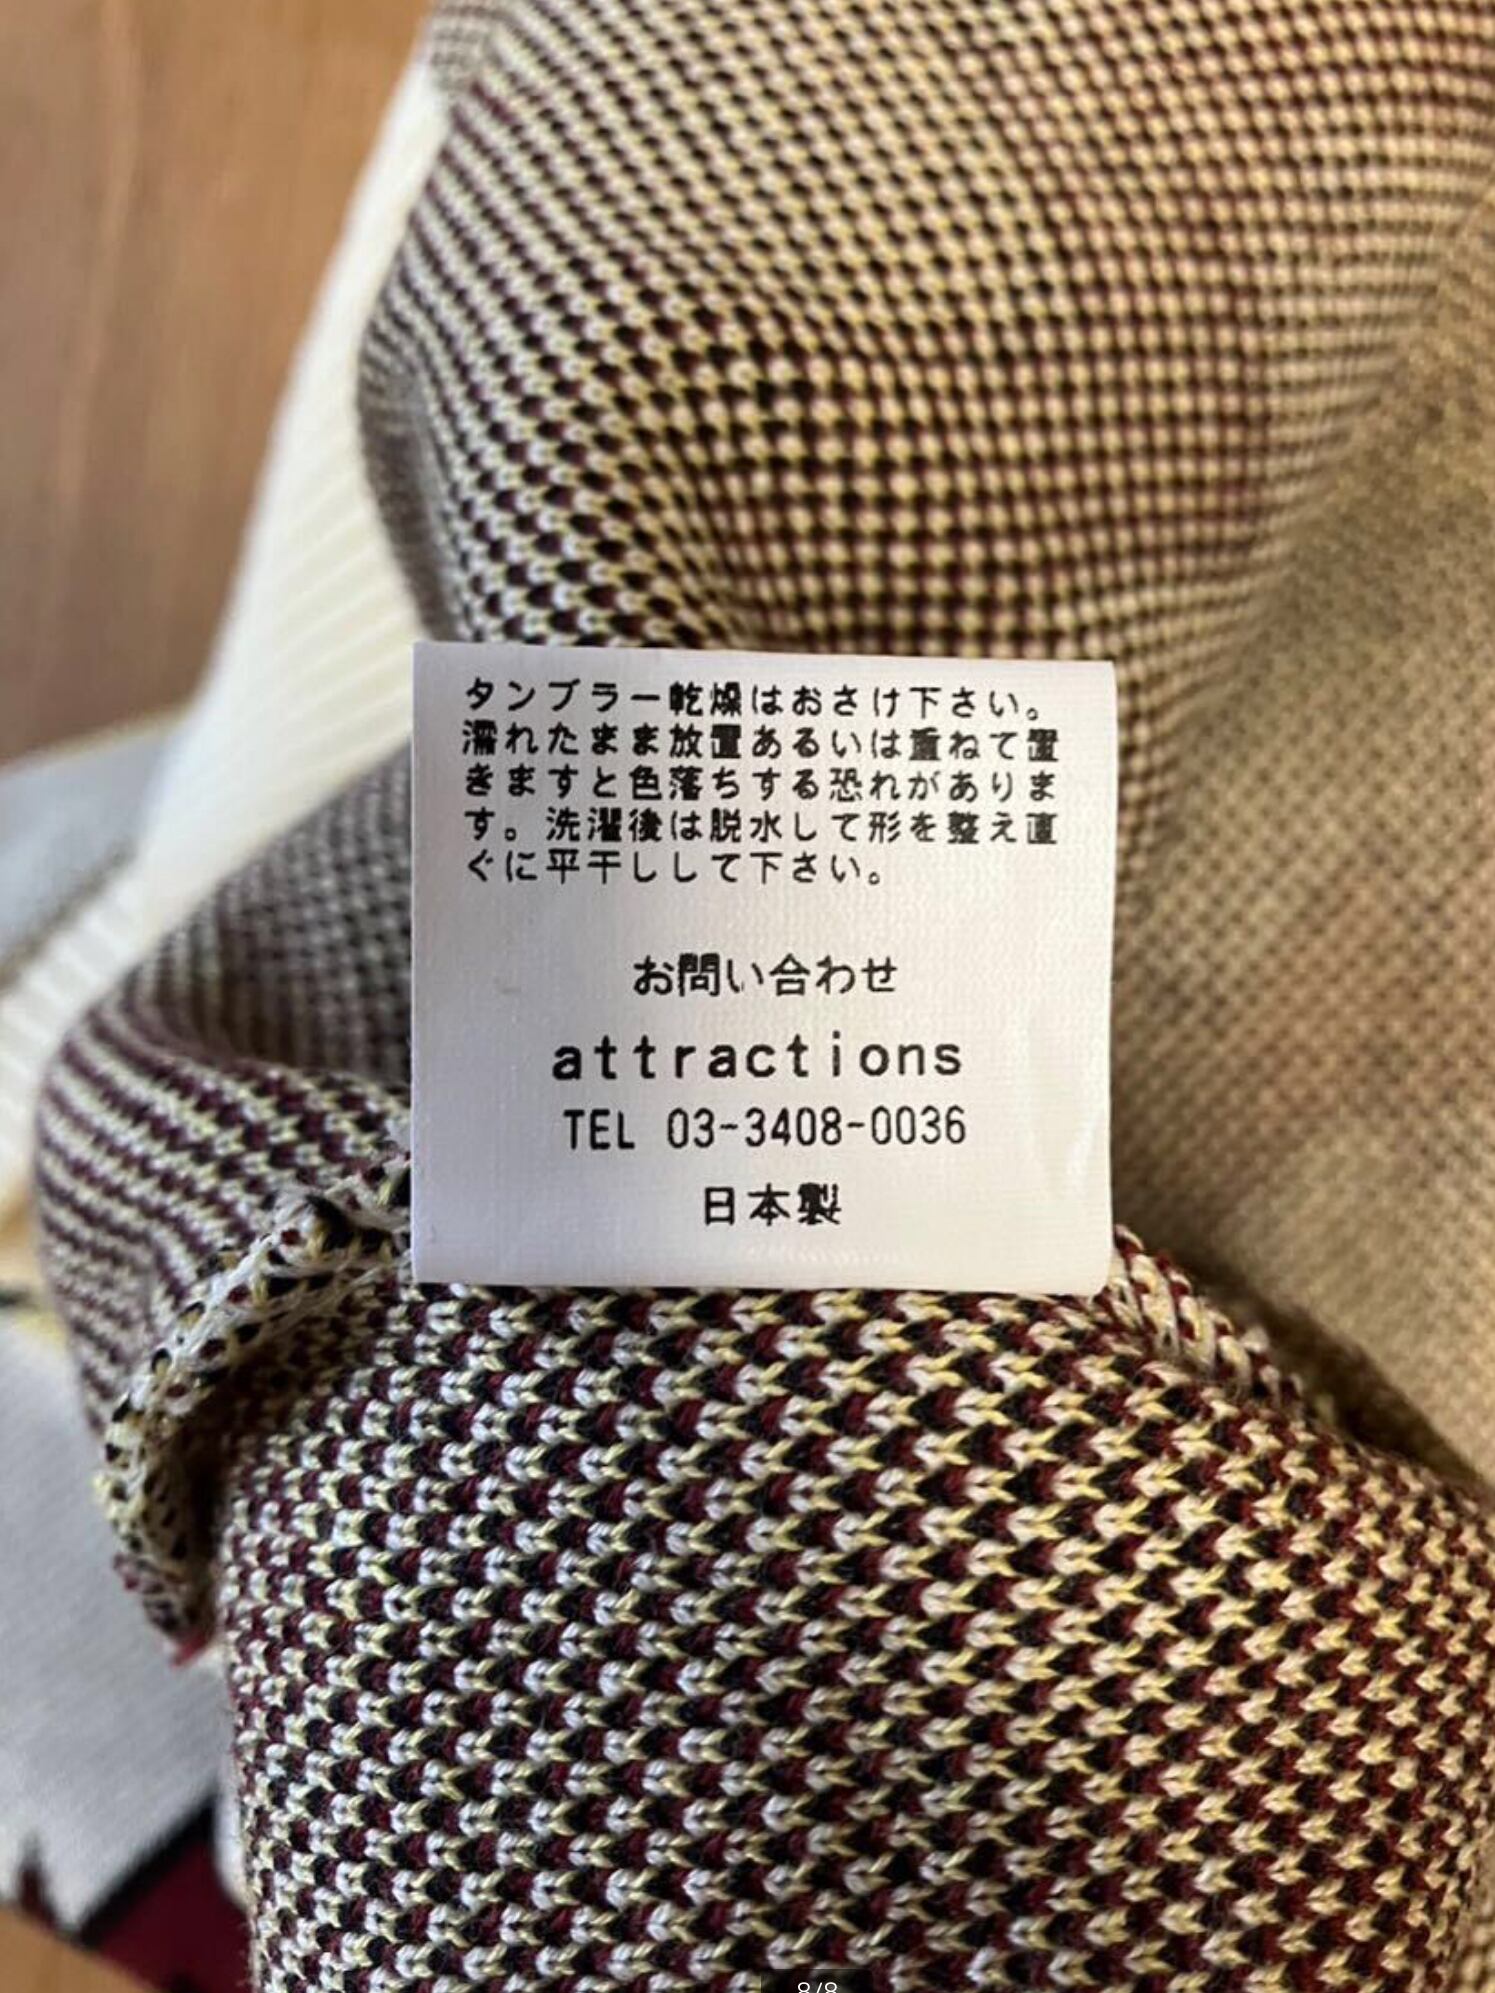 タンブラー乾燥はおさけ下さい。
濡れたまま放置あるいは重ねて置
きますと色落ちする恐れがありま
す。洗濯後は脱水して形を整え直
ぐに平干しして下さい。
お問い合わせ
attractions
TEL 03-3408-0036
日本製
8/8